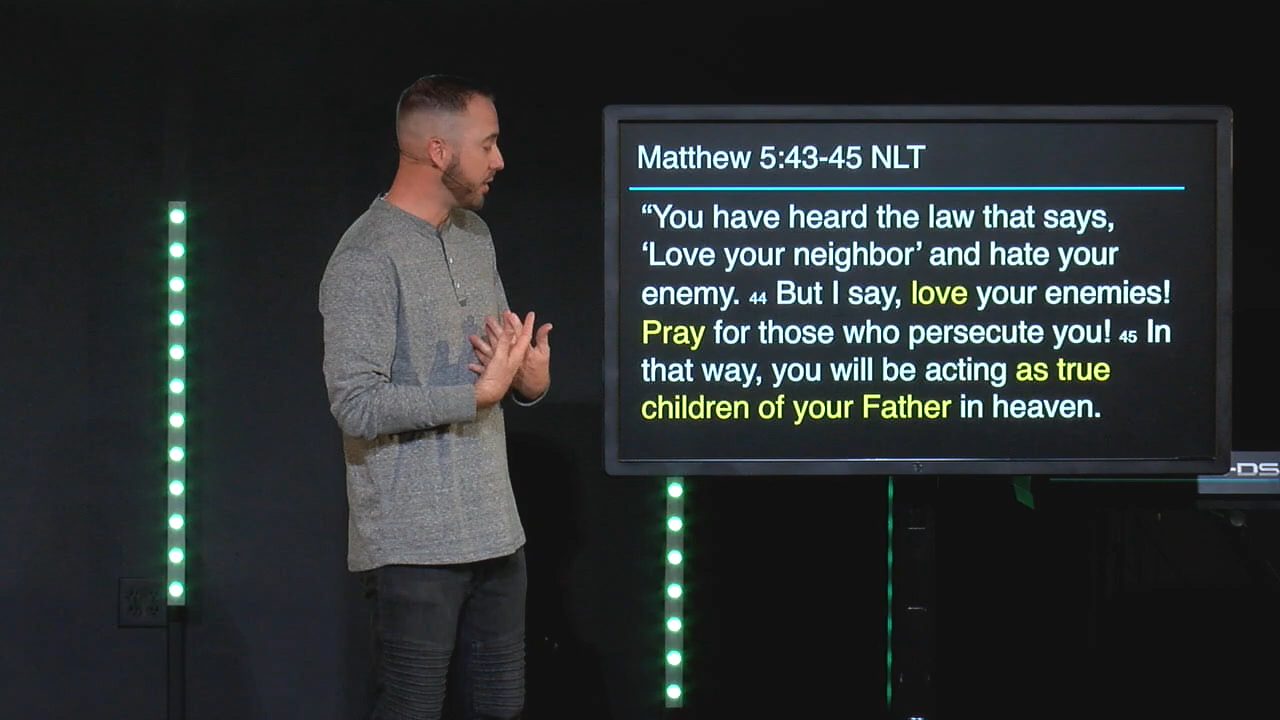 Matthew 5:43-45 NLT
“You have heard the law that says,
‘Love your neighbor’ and hate your
enemy. 44 But I say, love your enemies!
Pray for those who persecute you! 45 In
that way, you will be acting as true
children of your Father in heaven.
-DS